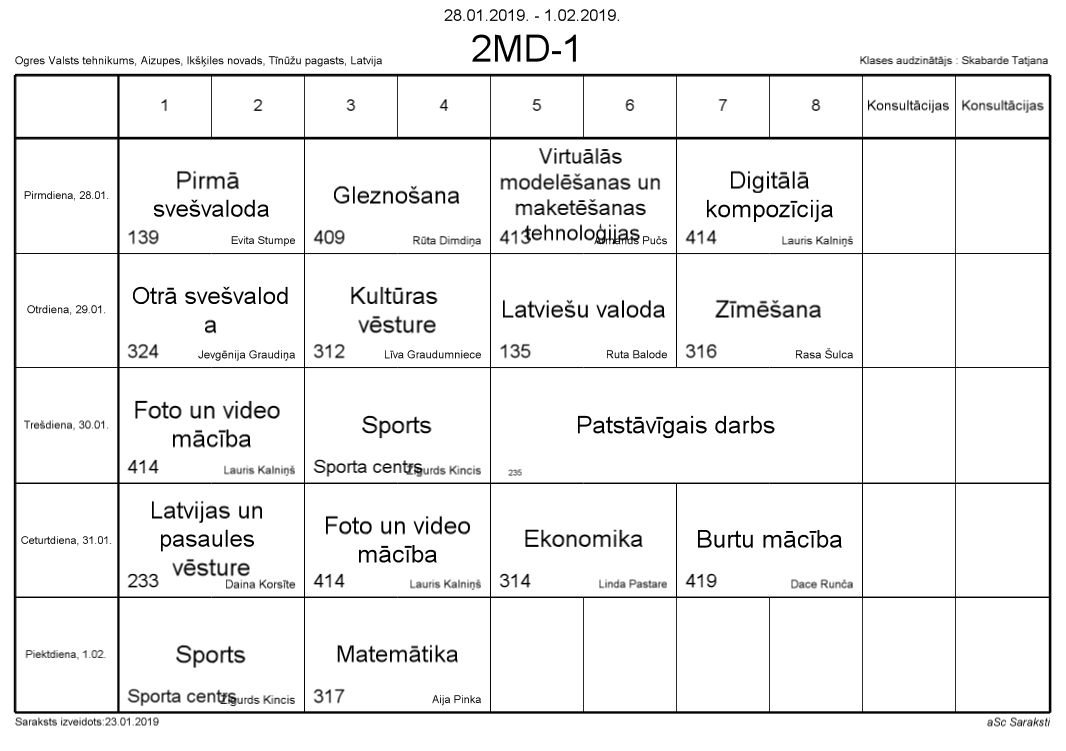 28.01.2019. - 1.02.2019.
2MD-1
Ogres Valsts tehnikums, Aizupes, Ikšķiles novads, Tīnūžu pagasts, Latvija
Klases audzinātājs : Skabarde Tatjana
1 2 3 4 5 6 7 8 Konsultācijas Konsultācijas
Pirmdiena, 28.01.
Pirmā
svešvaloda
139 Evita Stumpe
Gleznošana
409 Rūta Dimdiņa
Virtuālās
modelēšanas un
maketēšanas
tehnoloģijas
413 Pučs
Digitālā
kompozīcija
414 Lauris Kalniņš
Otrdiena, 29.01.
Otrā svešvalod
a
324 Jevgēnija Graudiņa
Kultūras
vēsture
312 Līva Graudumniece
Latviešu valoda
135 Ruta Balode
Zīmēšana
316 Rasa Šulca
Trešdiena, 30.01.
Foto un video
mācība
414 Lauris Kalniņš
Sports
Sporta centrs Zigurds Kincis
Patstāvīgais darbs
235
Ceturtdiena, 31.01.
Latvijas un
pasaules
vēsture
233 Daina Korsīte
Foto un video
mācība
414 Lauris Kalniņš
Ekonomika
314 Linda Pastare
Burtu mācība
419 Dace Runča
Piektdiena, 1.02.
Sports
Sporta centrs Zigurds Kincis
Matemātika
317 Aija Pinka
Saraksts izveidots:23.01.2019
aSc Saraksti